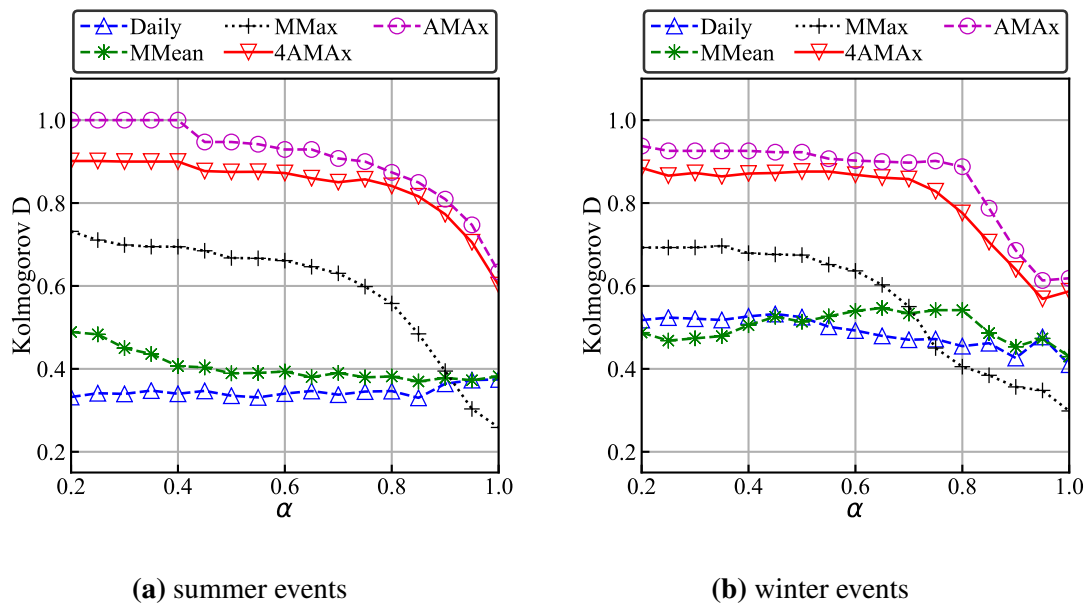 Daily MMax AMAx
MMean 4AMAx
Kolmogorov D
1.0
0.8
0.6
0.4
0.2
0.2 0.4 0.6 0.8 1.0
α
(a) summer events
Daily MMax AMAx
MMean 4AMAx
Kolmogorov D
1.0
0.8
0.6
0.4
0.2
0.2 0.4 0.6 0.8 1.0
α
(b) winter events